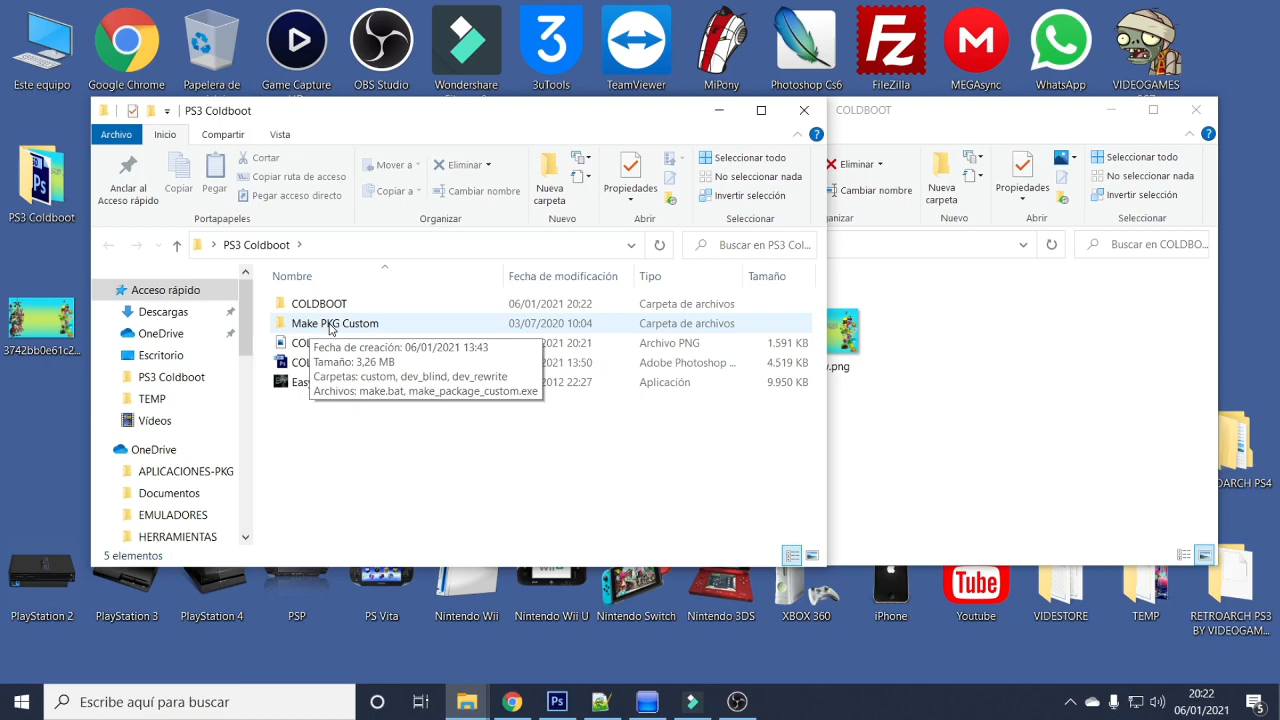 Este equipo
Google Chrome
Papelera de
Game Capture
OBS Studio
Wondershare
3uTools
TeamViewer
MiPony
Photoshop Cs6
FileZilla
MEGAsync
WhatsApp
VIDEOGAMES
PS3 Coldboot
3742bb0e61c2...
PS3 Coldboot
Archivo
Inicio
Compartir
Vista
Anclar al
Acceso rápido
Copiar
Pegar
Cortar
Copiar ruta de acceso
Pegar acceso directo
Portapapeles
Mover a
Copiar a
Eliminar
Cambiar nombre
Organizar
Nueva
carpeta
Nuevo
Propiedades
Abrir
Seleccionar todo
No seleccionar nada
Invertir selección
Seleccionar
PS3 Coldboot
Buscar en PS3 Col...
Nombre
Fecha de modificación
Tipo
Tamaño
COLDBOOT 06/01/2021 20:22 Carpeta de archivos
Make PKG Custom 03/07/2020 10:04 Carpeta de archivos
Archivo PNG 1.591 KB
Adobe Photoshop ... 4.519 KB
Aplicación 9.950 KB
Fecha de creación: 06/01/2021 13:43
Tamaño: 3,26 MB
Carpetas: custom, dev_blind, dev_rewrite
Archivos: make.bat, make_package_custom.exe
Acceso rápido
Descargas
OneDrive
Escritorio
PS3 Coldboot
TEMP
Vídeos
OneDrive
APLICACIONES-PKG
Documentos
EMULADORES
HERRAMIENTAS
5 elementos
COLDBOOT
Eliminar
Cambiar nombre
ganizar
Nueva
carpeta
Nuevo
Propiedades
Abrir
Seleccionar todo
No seleccionar nada
Invertir selección
Seleccionar
Buscar en COLDBO...
.png
OARCH PS4
PlayStation 2
PlayStation 3
PlayStation 4
PSP
PS Vita
Nintendo Wii
Nintendo Wii U
Nintendo Switch
Nintendo 3DS
XBOX 360
iPhone
Tube
Youtube
VIDESTORE
TEMP
RETROARCH PS3
BY VIDEOGAM...
Escribe aquí para buscar
20:22
06/01/2021
5